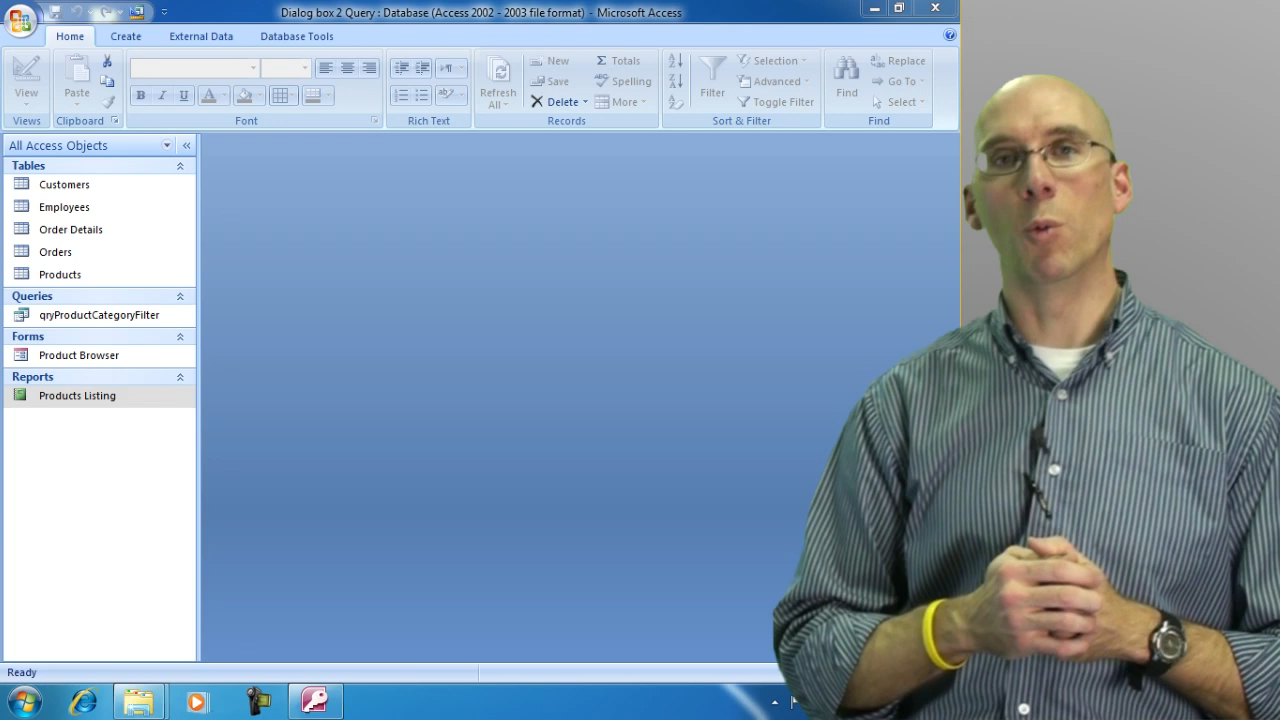 Dialog box 2 Query : Database (Access 2002 - 2003 file format) - Microsoft Access
Home Create External Data Database Tools
View Paste Refresh All Filter Find
B I U A
New Save Delete
Totals Spelling More
Selection Advanced Toggle Filter
Replace Go To Select
Views Clipboard Font Rich Text Records Sort & Filter Find
All Access Objects
Tables
Customers
Employees
Order Details
Orders
Products
Queries
qryProductCategoryFilter
Forms
Product Browser
Reports
Products Listing
Ready